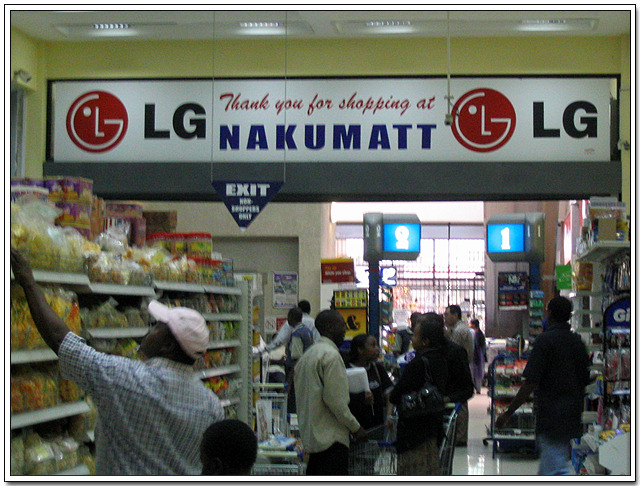 LG Thank you for shopping at LG
NAKUMATT
EXIT
NON-
SHOPPERS
ONLY
2
1